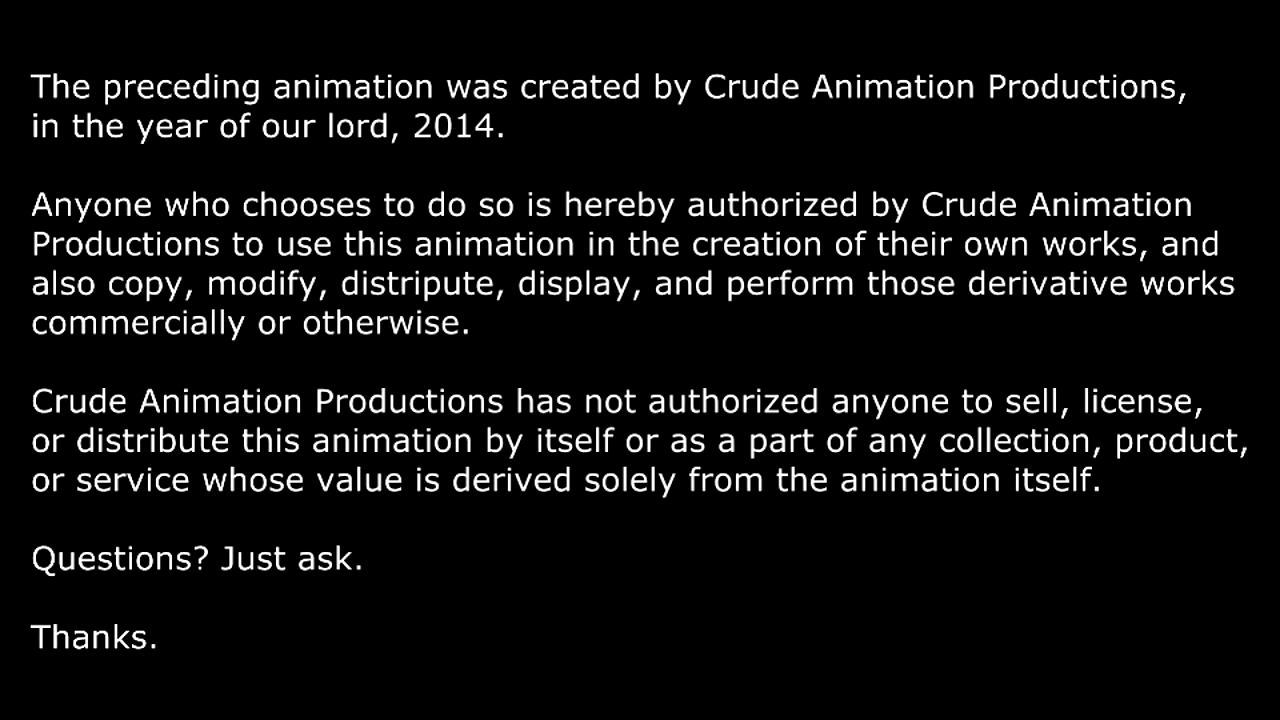 The preceding animation was created by Crude Animation Productions,
in the year of our lord, 2014.
Anyone who chooses to do so is hereby authorized by Crude Animation
Productions to use this animation in the creation of their own works, and
also copy, modify, distripute, display, and perform those derivative works
commercially or otherwise.
Crude Animation Productions has not authorized anyone to sell, license,
or distribute this animation by itself or as a part of any collection, product,
or service whose value is derived solely from the animation itself.
Questions? Just ask.
Thanks.